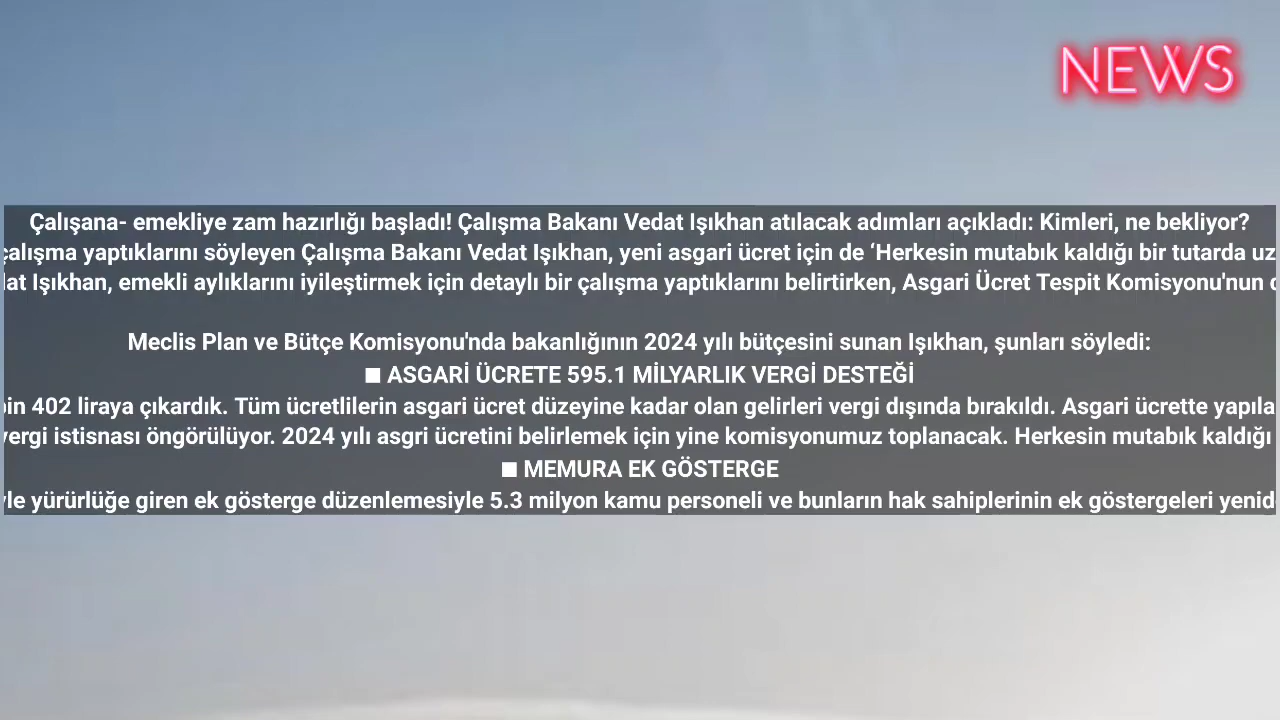 NEWS
Çalışana- emekliye zam hazırlığı başladı! Çalışma Bakanı Vedat Işıkhan atılacak adımları açıkladı: Kimleri, ne bekliyor?
çalışma yaptıklarını söyleyen Çalışma Bakanı Vedat Işıkhan, yeni asgari ücret için de ‘Herkesin mutabık kaldığı bir tutarda uz
Işıkhan, emekli aylıklarını iyileştirmek için detaylı bir çalışma yaptıklarını belirtirken, Asgari Ücret Tespit Komisyonu'nun
Meclis Plan ve Bütçe Komisyonu'nda bakanlığının 2024 yılı bütçesini sunan Işıkhan, şunları söyledi:
■ ASGARİ ÜCRETE 595.1 MİLYARLIK VERGİ DESTEĞİ
bin 402 liraya çıkardık. Tüm ücretlilerin asgari ücret düzeyine kadar olan gelirleri vergi dışında bırakıldı. Asgari ücrette yapıla
vergi istisnası öngörülüyor. 2024 yılı asgri ücretini belirlemek için yine komisyonumuz toplanacak. Herkesin mutabık kaldığı
■ MEMURA EK GÖSTERGE
yürürlüğe giren ek gösterge düzenlemesiyle 5.3 milyon kamu personeli ve bunların hak sahiplerinin ek göstergeleri yenid